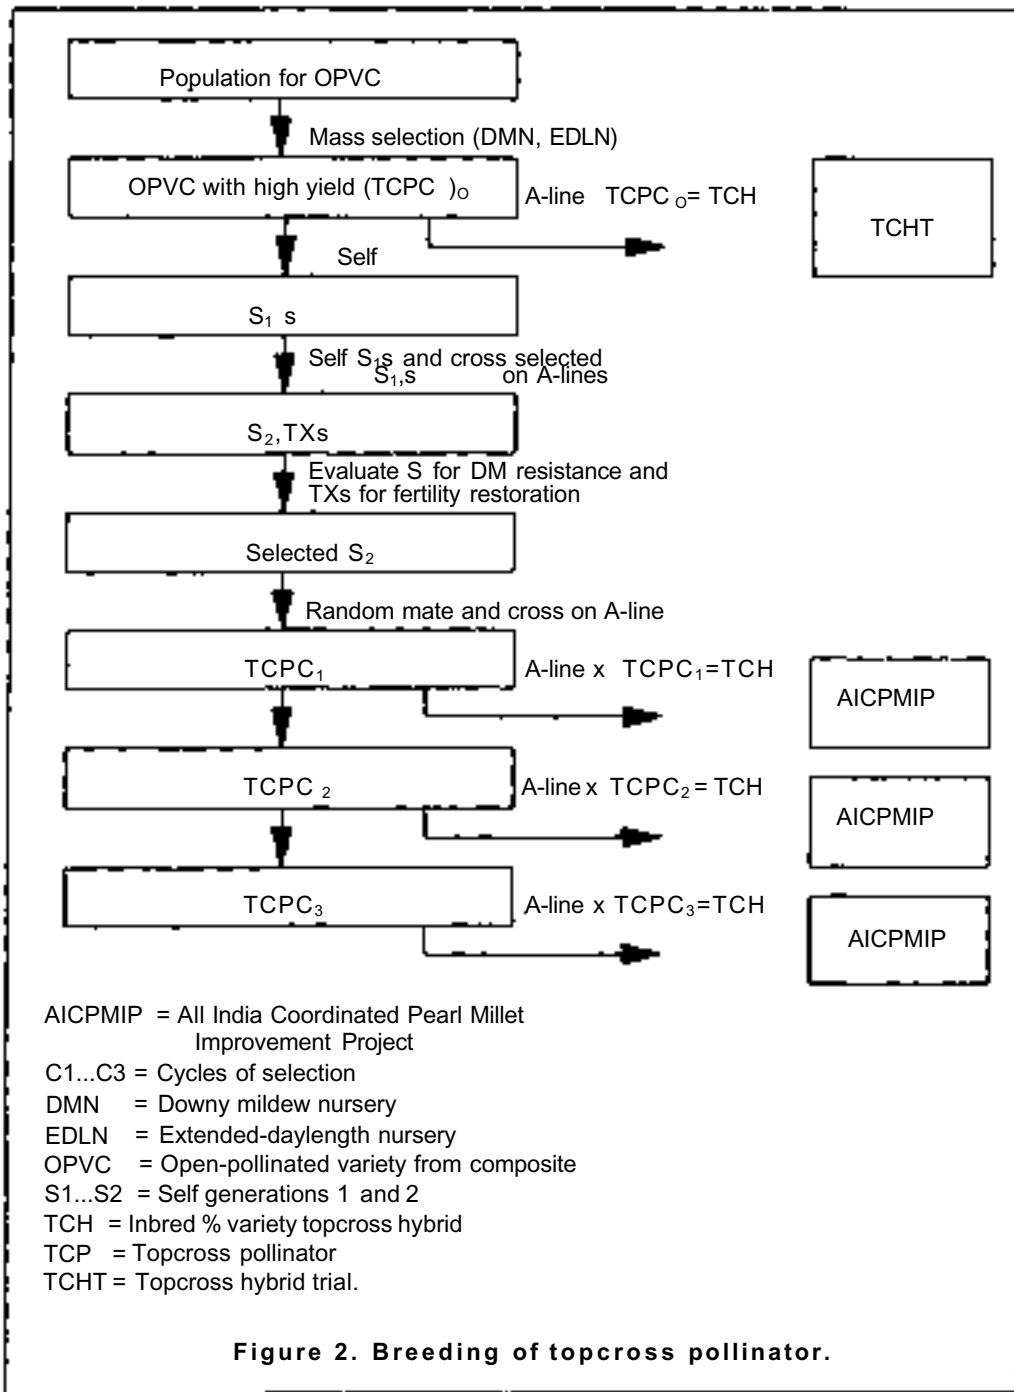 Population for OPVC
Mass selection (DMN, EDLN)
OPVC with high yield (TCPC )O
A-line TCPC O= TCH
TCHT
Self
S1 s
Self S1s and cross selected
S1,s on A-lines
S2,TXs
Evaluate S for DM resistance and
TXs for fertility restoration
Selected S2
Random mate and cross on A-line
TCPC1
A-line x TCPC1=TCH
AICPMIP
TCPC 2
A-line x TCPC2= TCH
AICPMIP
TCPC3
A-line x TCPC3=TCH
AICPMIP
AICPMIP = All India Coordinated Pearl Millet
Improvement Project
C1...C3 = Cycles of selection
DMN = Downy mildew nursery
EDLN = Extended-daylength nursery
OPVC = Open-pollinated variety from composite
S1...S2 = Self generations 1 and 2
TCH = Inbred % variety topcross hybrid
TCP = Topcross pollinator
TCHT = Topcross hybrid trial.
Figure 2. Breeding of topcross pollinator.